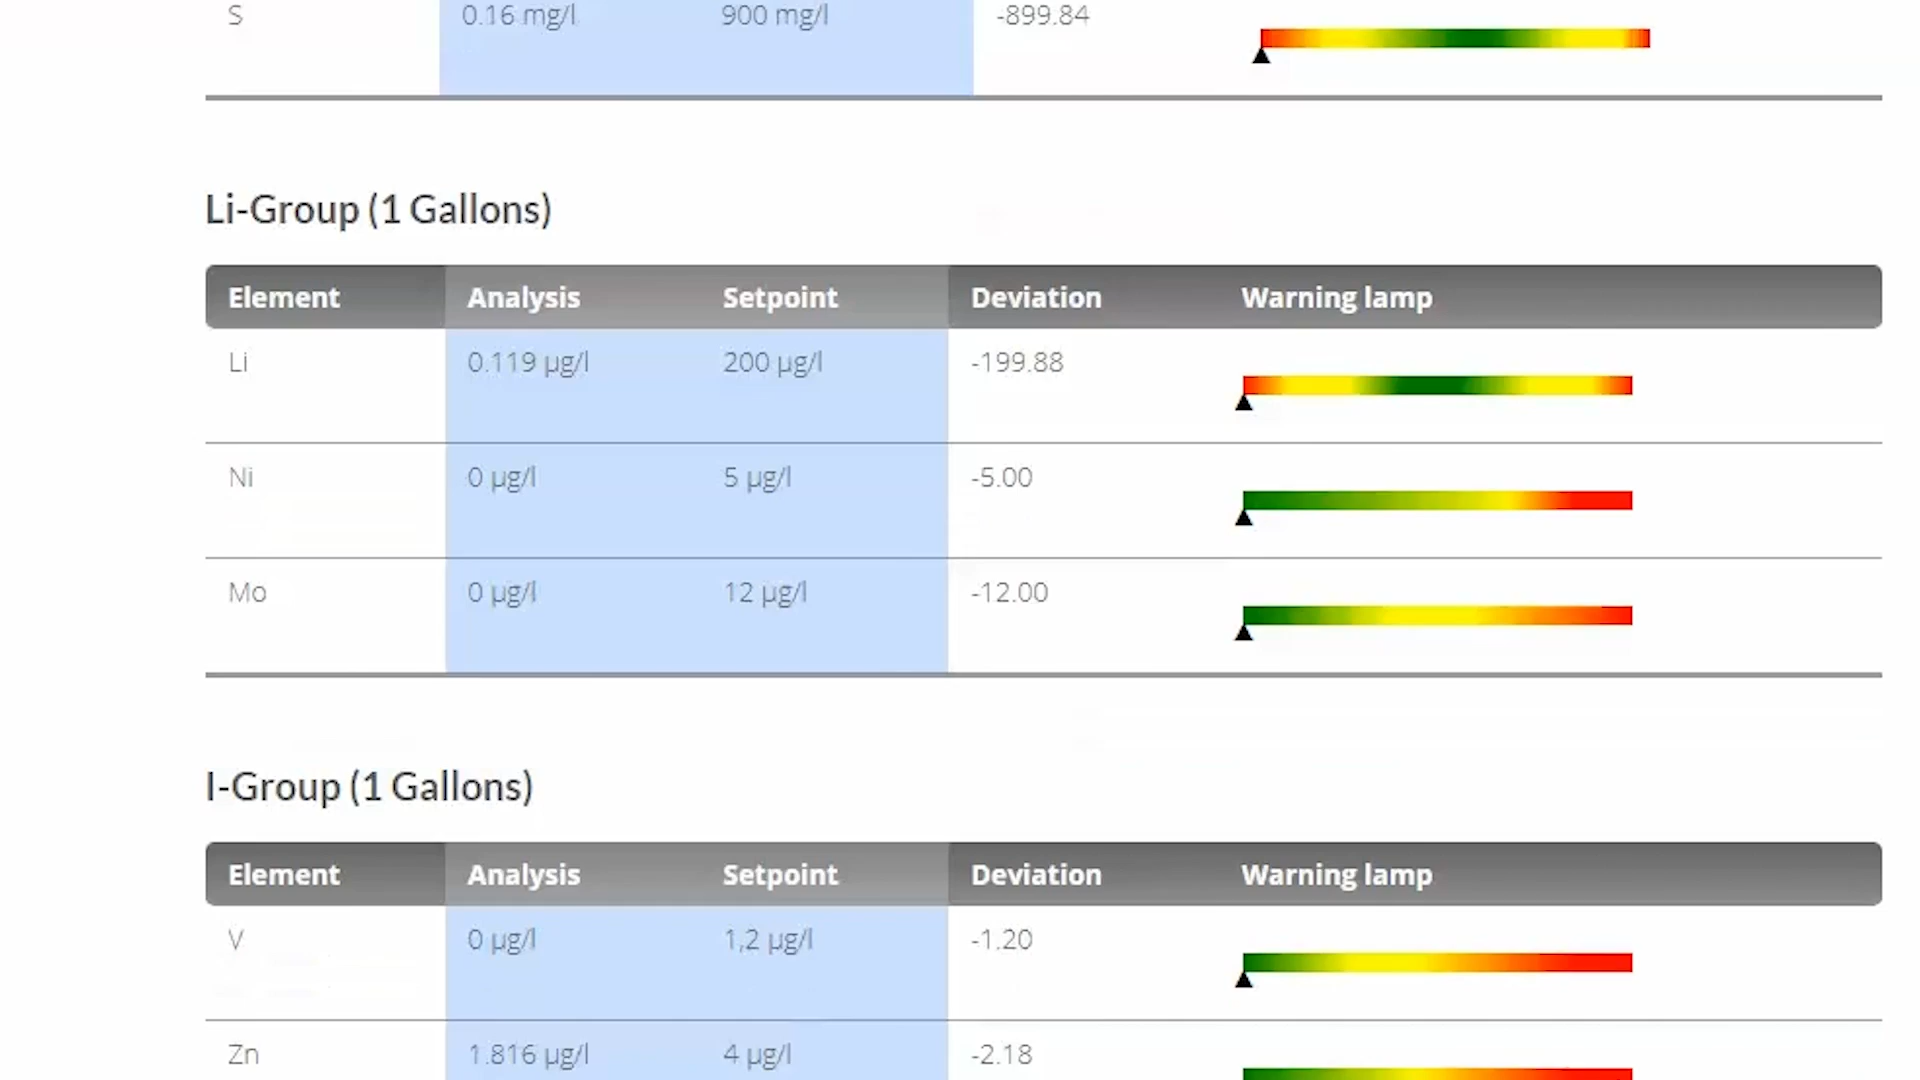 S 0.16 mg/l 900 mg/l -899.84
Li-Group (1 Gallons)
Element Analysis Setpoint Deviation Warning lamp
Li 0.119 µg/l 200 µg/l -199.88
Ni 0 µg/l 5 µg/l -5.00
Mo 0 µg/l 12 µg/l -12.00
I-Group (1 Gallons)
Element Analysis Setpoint Deviation Warning lamp
V 0 µg/l 1,2 µg/l -1.20
Zn 1.816 µg/l 4 µg/l -2.18